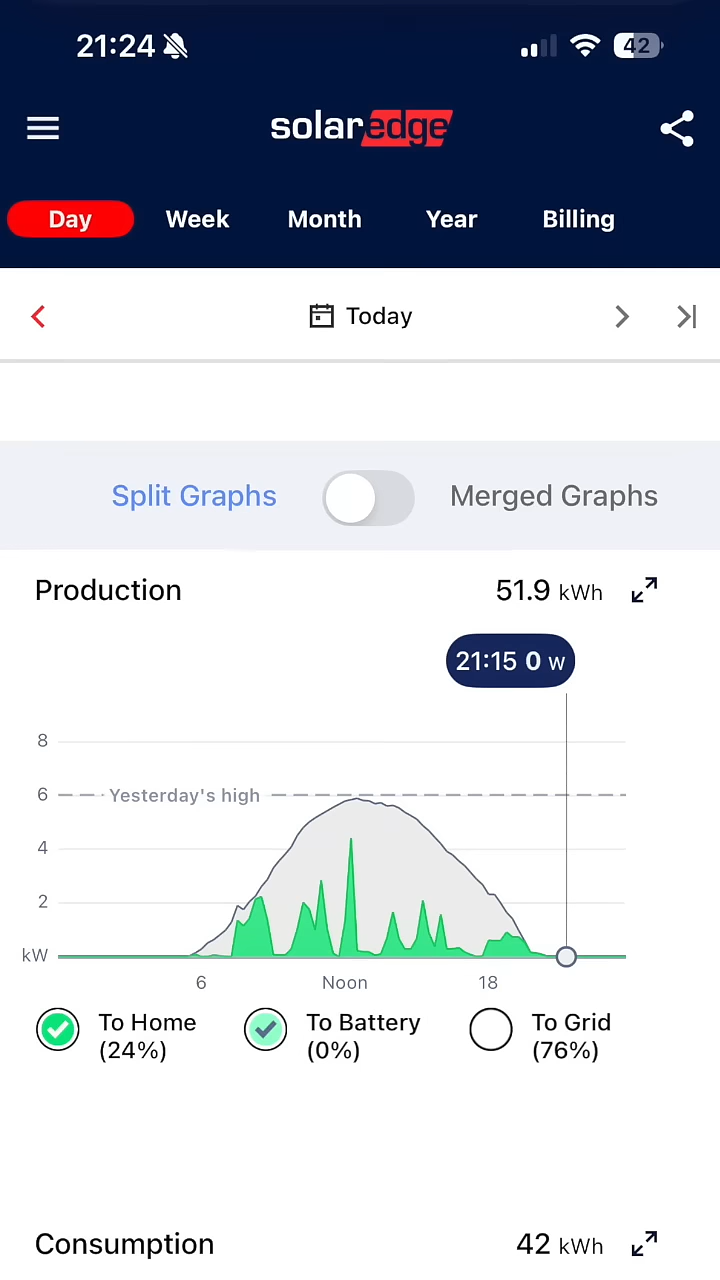 21:24 42
solaredge
Day Week Month Year Billing
Today
Split Graphs Merged Graphs
Production 51.9 kWh
21:15 0 W
8
6 Yesterday's high
4
2
kW
6 Noon 18
To Home To Battery To Grid
(24%) (0%) (76%)
Consumption 42 kWh